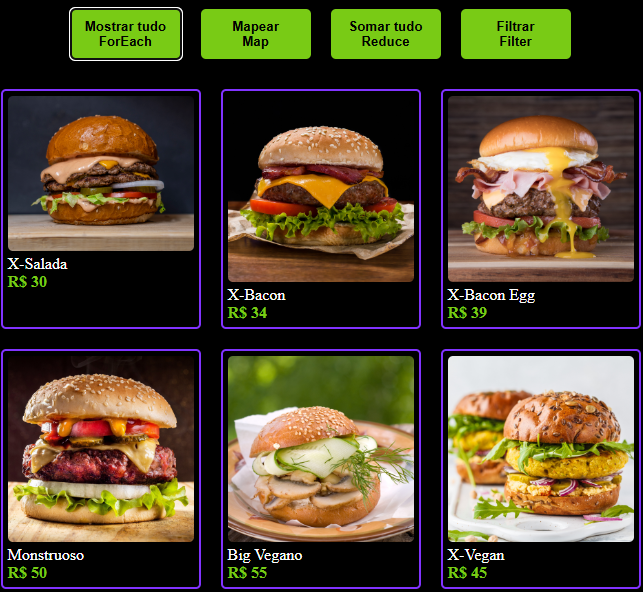 Mostrar tudo
ForEach
Mapear
Map
Somar tudo
Reduce
Filtrar
Filter
X-Salada
R$ 30
X-Bacon
R$ 34
X-Bacon Egg
R$ 39
Monstruoso
R$ 50
Big Vegano
R$ 55
X-Vegan
R$ 45